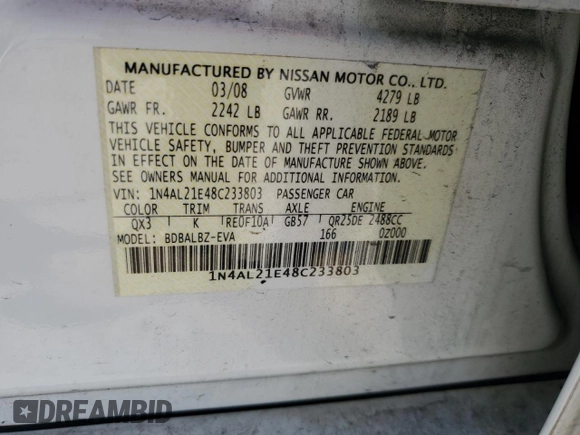 MANUFACTURED BY NISSAN MOTOR CO., LTD.
DATE 03/08 GVWR 4279 LB
GAWR FR. 2242 LB GAWR RR. 2189 LB
THIS VEHICLE CONFORMS TO ALL APPLICABLE FEDERAL MOTOR
VEHICLE SAFETY, BUMPER AND THEFT PREVENTION STANDARDS
IN EFFECT ON THE DATE OF MANUFACTURE SHOWN ABOVE.
SEE OWNERS MANUAL FOR ADDITIONAL INFORMATION.
VIN: 1N4AL21E48C233803 PASSENGER CAR
COLOR TRIM TRANS AXLE ENGINE
QX3 K RE0F10A GB57 QR25DE 2488CC
MODEL: BDBALBZ-EVA 166 0Z000
1N4AL21E48C233803
DREAMBID